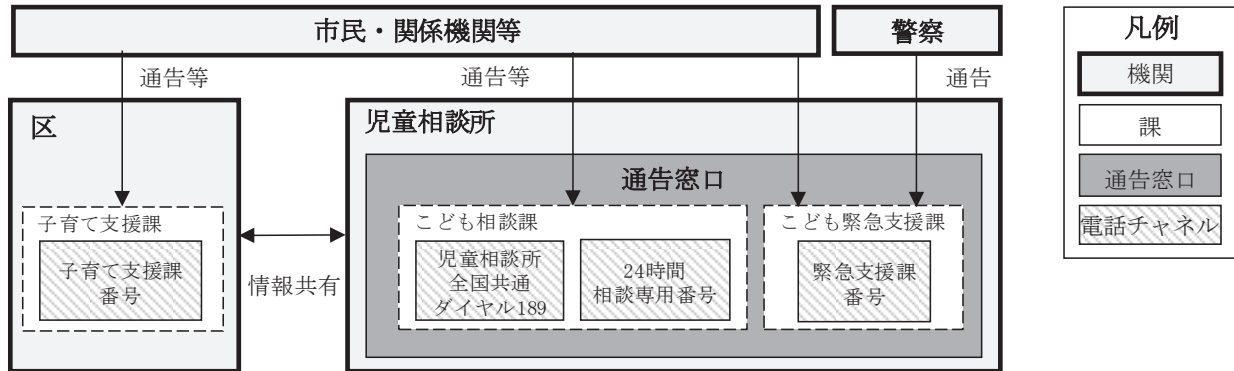 市民・関係機関等
警察
凡例
機関
課
通告窓口
電話チャネル
通告等
通告等
通告
区
児童相談所
通告窓口
子育て支援課
子育て支援課
番号
情報共有
こども相談課
児童相談所
全国共通
ダイヤル189
24時間
相談専用番号
こども緊急支援課
緊急支援課
番号